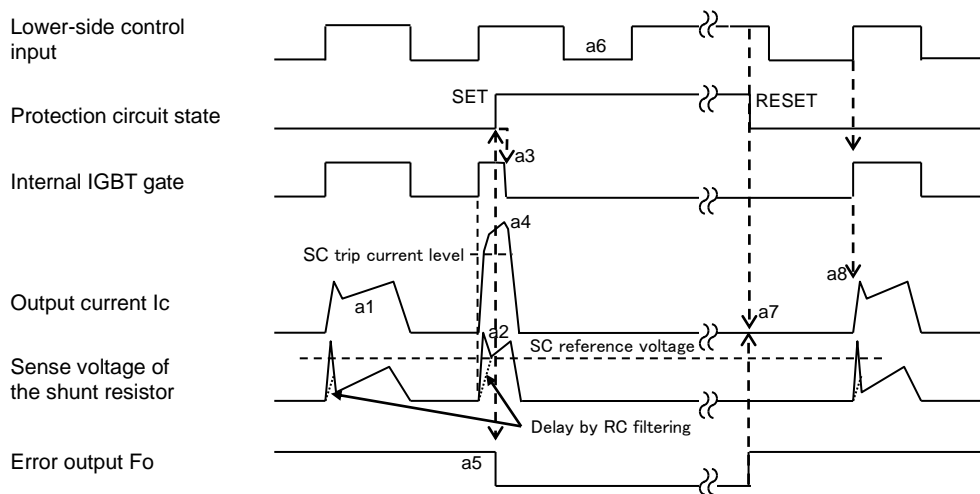 Lower-side control
input
a6
SET
RESET
Protection circuit state
a3
Internal IGBT gate
a4
SC trip current level
a8
Output current Ic
a1
a7
a2
SC reference voltage
Sense voltage of
the shunt resistor
Delay by RC filtering
Error output Fo
a5